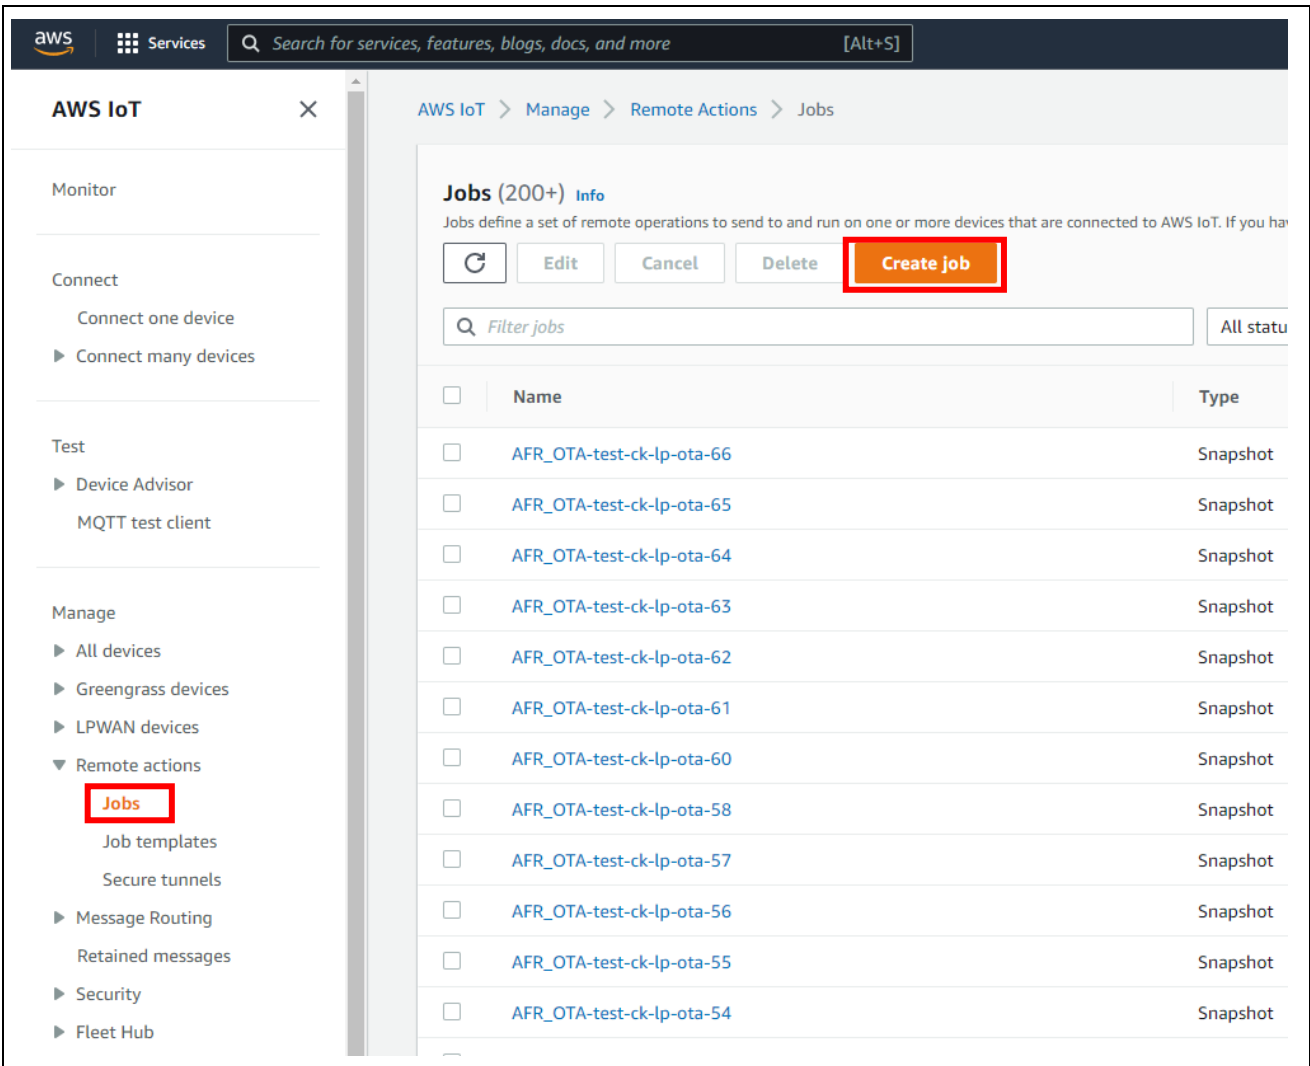 aws Services Search for services, features, blogs, docs, and more [Alt+S]
AWS IoT
Monitor
Connect
Connect one device
Connect many devices
Test
Device Advisor
MQTT test client
Manage
All devices
Greengrass devices
LPWAN devices
Remote actions
Jobs
Job templates
Secure tunnels
Message Routing
Retained messages
Security
Fleet Hub
AWS IoT > Manage > Remote Actions > Jobs
Jobs (200+) Info
Jobs define a set of remote operations to send to and run on one or more devices that are connected to AWS IoT. If you ha
Edit Cancel Delete Create job
Filter jobs All statu
Name Type
AFR_OTA-test-ck-lp-ota-66 Snapshot
AFR_OTA-test-ck-lp-ota-65 Snapshot
AFR_OTA-test-ck-lp-ota-64 Snapshot
AFR_OTA-test-ck-lp-ota-63 Snapshot
AFR_OTA-test-ck-lp-ota-62 Snapshot
AFR_OTA-test-ck-lp-ota-61 Snapshot
AFR_OTA-test-ck-lp-ota-60 Snapshot
AFR_OTA-test-ck-lp-ota-58 Snapshot
AFR_OTA-test-ck-lp-ota-57 Snapshot
AFR_OTA-test-ck-lp-ota-56 Snapshot
AFR_OTA-test-ck-lp-ota-55 Snapshot
AFR_OTA-test-ck-lp-ota-54 Snapshot